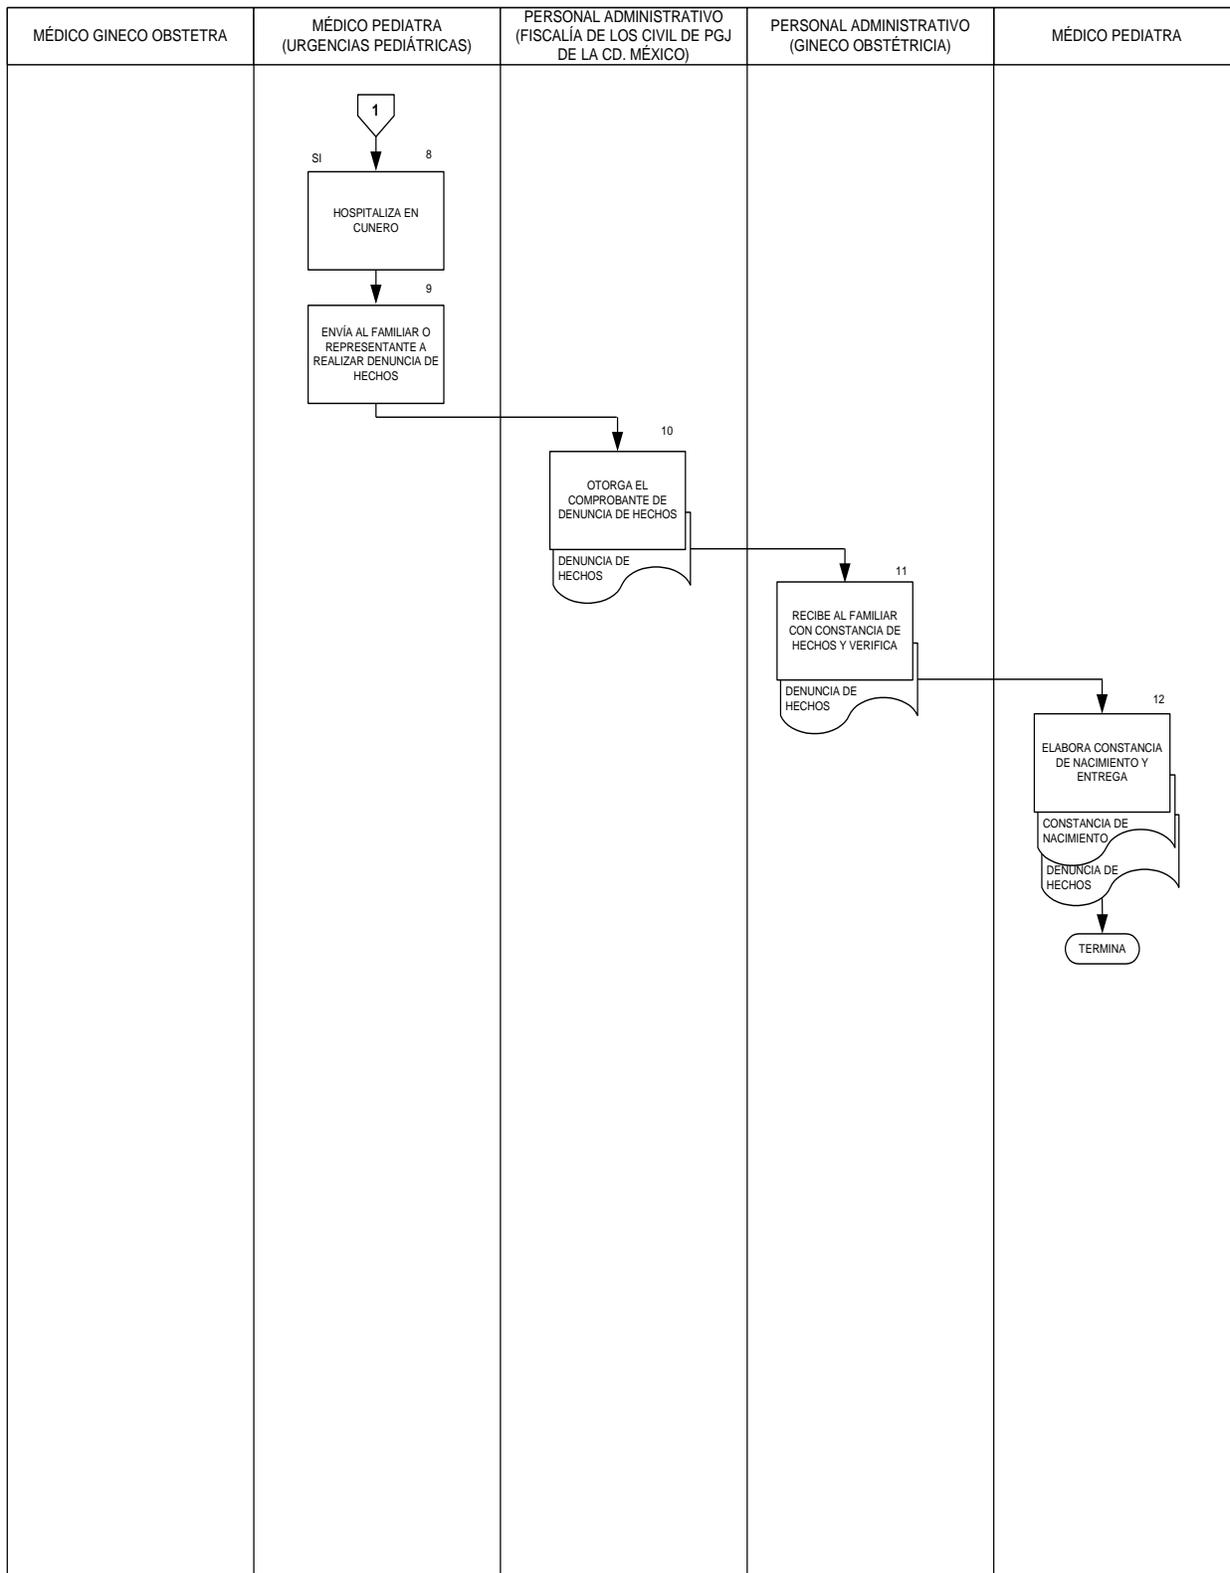 MÉDICO GINECO OBSTETRA
MÉDICO PEDIATRA
(URGENCIAS PEDIÁTRICAS)
PERSONAL ADMINISTRATIVO
(FISCALÍA DE LOS CIVIL DE PGJ
DE LA CD. MÉXICO)
PERSONAL ADMINISTRATIVO
(GINECO OBSTÉTRICIA)
MÉDICO PEDIATRA
1
SI
8
HOSPITALIZA EN
CUNERO
9
ENVÍA AL FAMILIAR O
REPRESENTANTE A
REALIZAR DENUNCIA DE
HECHOS
10
OTORGA EL
COMPROBANTE DE
DENUNCIA DE HECHOS
DENUNCIA DE
HECHOS
11
RECIBE AL FAMILIAR
CON CONSTANCIA DE
HECHOS Y VERIFICA
DENUNCIA DE
HECHOS
12
ELABORA CONSTANCIA
DE NACIMIENTO Y
ENTREGA
CONSTANCIA DE
NACIMIENTO
DENUNCIA DE
HECHOS
TERMINA